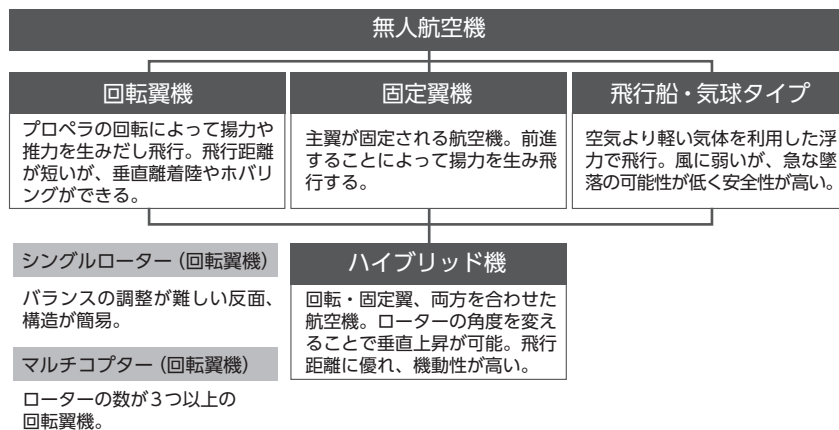 無人航空機
回転翼機
プロペラの回転によって揚力や
推力を生みだし飛行。飛行距離
が短いが、垂直離着陸やホバリ
ングができる。
固定翼機
主翼が固定される航空機。前進
することによって揚力を生み飛
行する。
飛行船・気球タイプ
空気より軽い気体を利用した浮
力で飛行。風に弱いが、急な墜
落の可能性が低く安全性が高い。
シングルローター（回転翼機）
バランスの調整が難しい反面、
構造が簡易。
マルチコプター（回転翼機）
ローターの数が３つ以上の
回転翼機。
ハイブリッド機
回転・固定翼、両方を合わせた
航空機。ローターの角度を変え
ることで垂直上昇が可能。飛行
距離に優れ、機動性が高い。